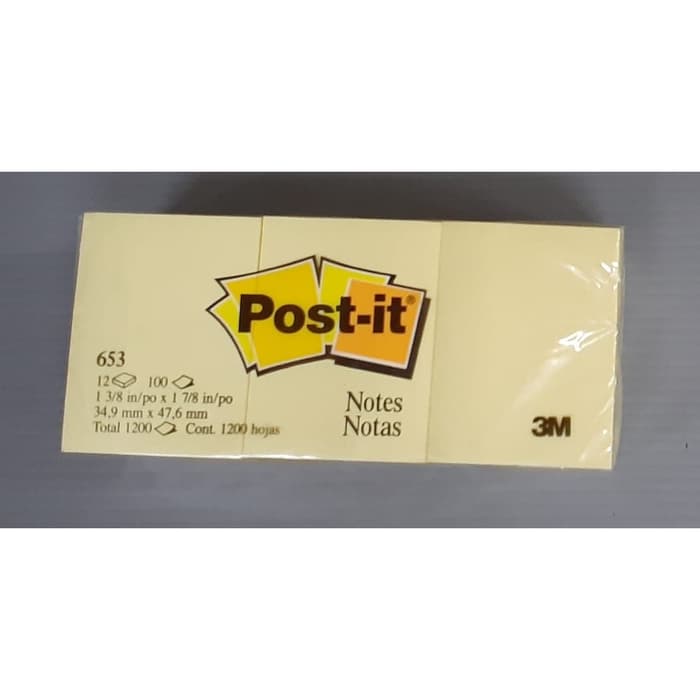 Post-it®
653
12 100
1 3/8 in/po x 1 7/8 in/po
34,9 mm x 47,6 mm
Total 1200 Cont. 1200 hojas
Notes
Notas
3M